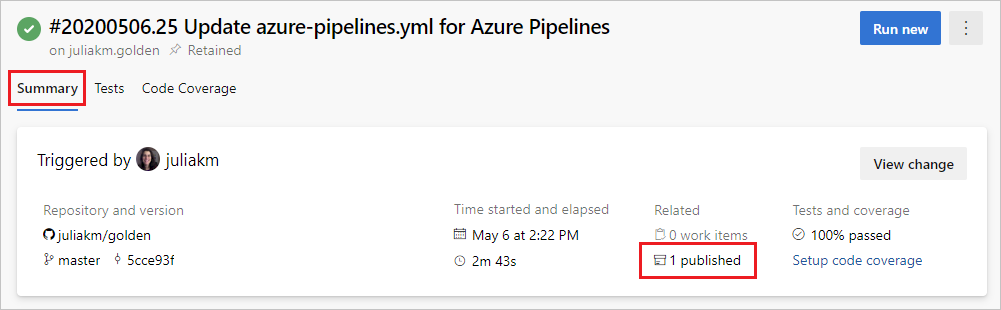 #20200506.25 Update azure-pipelines.yml for Azure Pipelines
on juliakm.golden Retained
Run new
Summary Tests Code Coverage
Triggered by juliakm
View change
Repository and version
juliakm/golden
master 5cce93f
Time started and elapsed
May 6 at 2:22 PM
2m 43s
Related
0 work items
1 published
Tests and coverage
100% passed
Setup code coverage